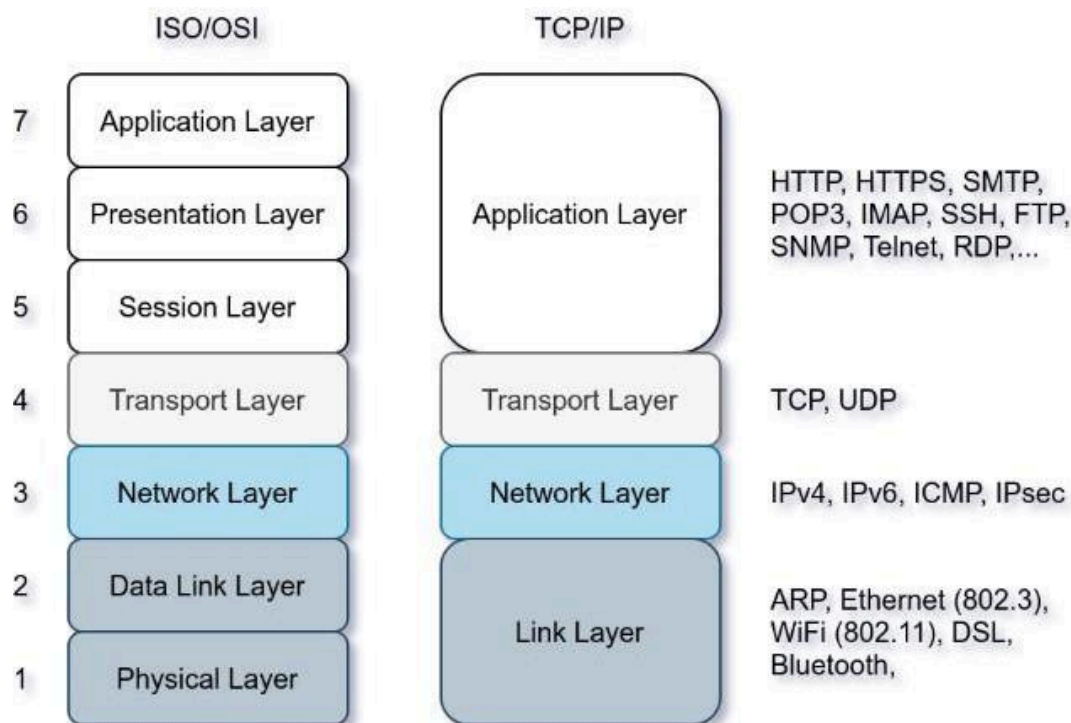 ISO/OSI
TCP/IP
7
Application Layer
6
Presentation Layer
5
Session Layer
4
Transport Layer
3
Network Layer
2
Data Link Layer
1
Physical Layer
Application Layer
Transport Layer
Network Layer
Link Layer
HTTP, HTTPS, SMTP,
POP3, IMAP, SSH, FTP,
SNMP, Telnet, RDP,...
TCP, UDP
IPv4, IPv6, ICMP, IPsec
ARP, Ethernet (802.3),
WiFi (802.11), DSL,
Bluetooth,